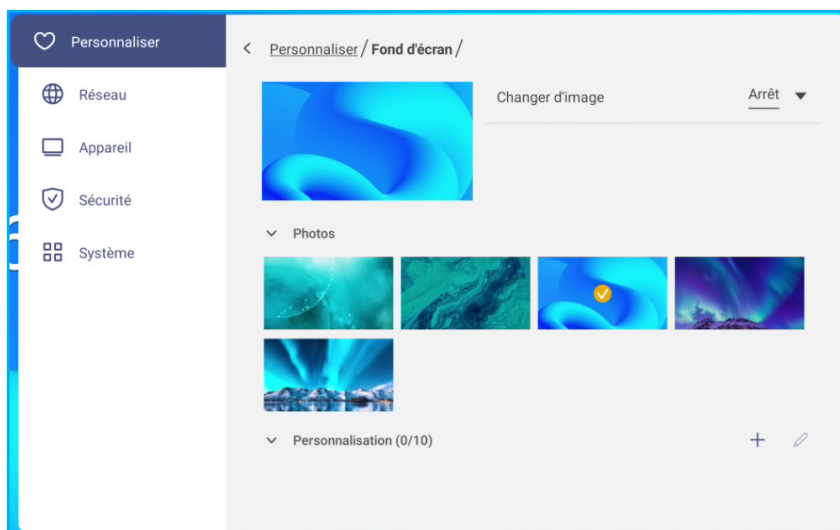 Personnaliser
Réseau
Appareil
Sécurité
Système
Personnaliser / Fond d'écran /
Changer d'image Arrêt
Photos
Personnalisation (0/10)